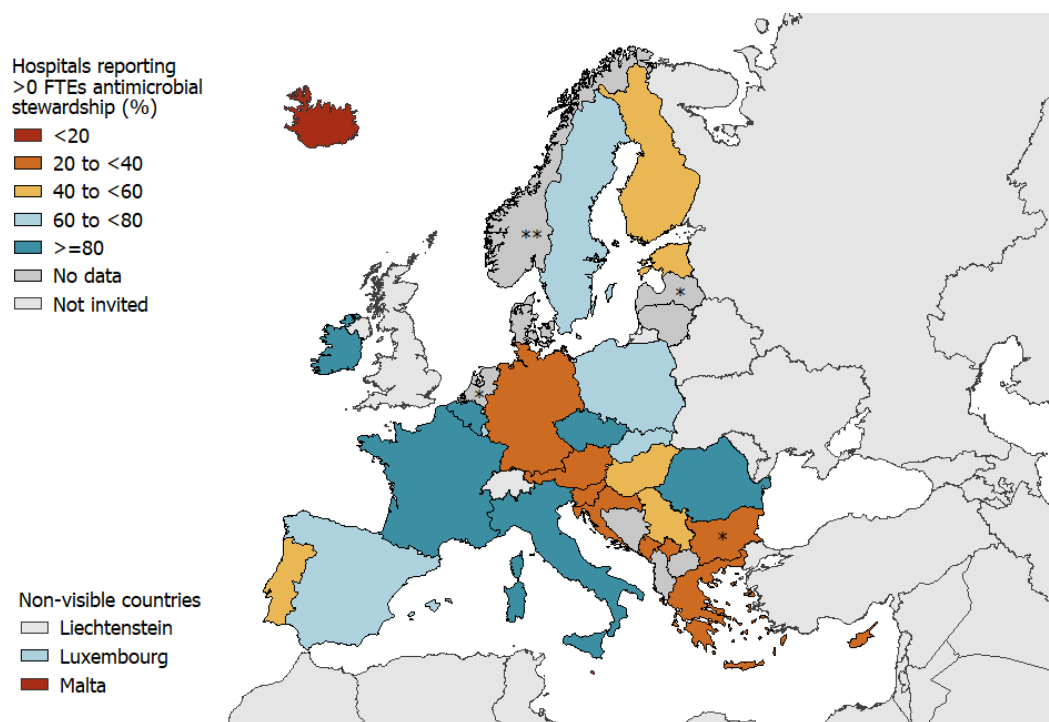 Hospitals reporting
>0 FTEs antimicrobial
stewardship (%)
<20
20 to <40
40 to <60
60 to <80
>=80
No data
Not invited
**
*
*
*
Non-visible countries
Liechtenstein
Luxembourg
Malta